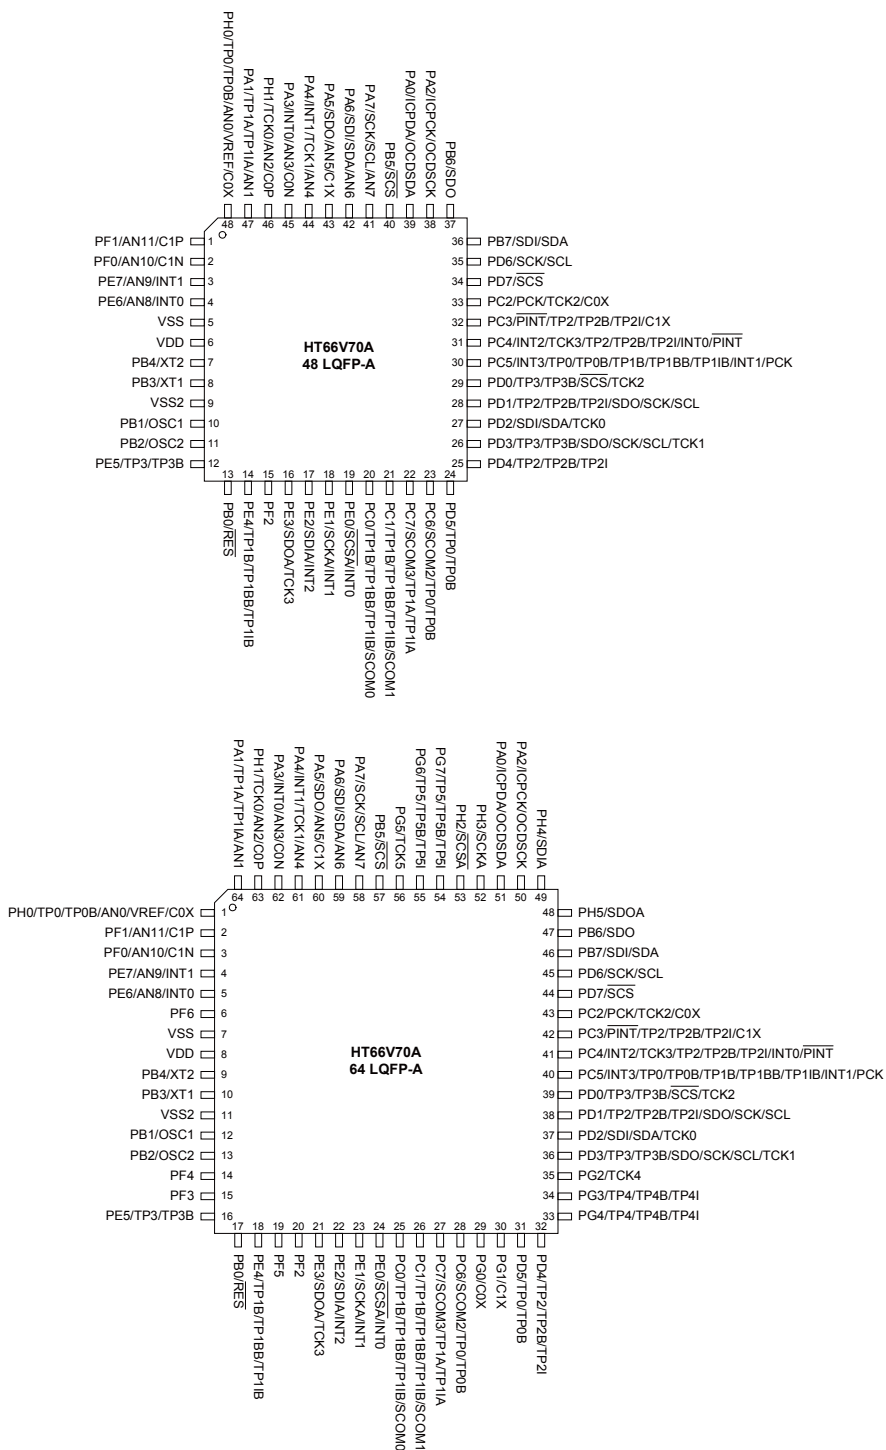 PH0/TP0/TP0B/AN0/VREF/C0X
PA1/TP1A/TP1IA/AN1
PH1/TCK0/AN2/C0P
PA3/INT0/AN3/C0N
PA4/INT1/TCK1/AN4
PA5/SDO/AN5/C1X
PA6/SDI/SDA/AN6
PA7/SCK/SCL/AN7
PB5/SCS
PA0/ICPDA/OCDSDA
PA2/ICPCK/OCDSCK
PB6/SDO
48 47 46 45 44 43 42 41 40 39 38 37
PF1/AN11/C1P 1
PF0/AN10/C1N 2
PE7/AN9/INT1 3
PE6/AN8/INT0 4
VSS 5
VDD 6
PB4/XT2 7
PB3/XT1 8
VSS2 9
PB1/OSC1 10
PB2/OSC2 11
PE5/TP3/TP3B 12
HT66V70A
48 LQFP-A
36 PB7/SDI/SDA
35 PD6/SCK/SCL
34 PD7/SCS
33 PC2/PCK/TCK2/C0X
32 PC3/PINT/TP2/TP2B/TP2I/C1X
31 PC4/INT2/TCK3/TP2/TP2B/TP2I/INT0/PINT
30 PC5/INT3/TP0/TP0B/TP1B/TP1BB/TP1IB/INT1/PCK
29 PD0/TP3/TP3B/SCS/TCK2
28 PD1/TP2/TP2B/TP2I/SDO/SCK/SCL
27 PD2/SDI/SDA/TCK0
26 PD3/TP3/TP3B/SDO/SCK/SCL/TCK1
25 PD4/TP2/TP2B/TP2I
13 14 15 16 17 18 19 20 21 22 23 24
PB0/RES
PE4/TP1B/TP1BB/TP1IB
PF2
PE3/SDOA/TCK3
PE2/SDIA/INT2
PE1/SCKA/INT1
PE0/SCSA/INT0
PC0/TP1B/TP1BB/TP1IB/SCOM0
PC1/TP1B/TP1BB/TP1IB/SCOM1
PC7/SCOM3/TP1A/TP1IA
PC6/SCOM2/TP0/TP0B
PD5/TP0/TP0B
PA1/TP1A/TP1IA/AN1
PH1/TCK0/AN2/C0P
PA3/INT0/AN3/C0N
PA4/INT1/TCK1/AN4
PA5/SDO/AN5/C1X
PA6/SDI/SDA/AN6
PA7/SCK/SCL/AN7
PB5/SCS
PG5/TCK5
PG6/TP5/TP5B/TP5I
PG7/TP5/TP5B/TP5I
PH2/SCSA
PH3/SCKA
PA0/ICPDA/OCDSDA
PA2/ICPCK/OCDSCK
PH4/SDIA
64 63 62 61 60 59 58 57 56 55 54 53 52 51 50 49
PH0/TP0/TP0B/AN0/VREF/C0X 1
PF1/AN11/C1P 2
PF0/AN10/C1N 3
PE7/AN9/INT1 4
PE6/AN8/INT0 5
PF6 6
VSS 7
VDD 8
PB4/XT2 9
PB3/XT1 10
VSS2 11
PB1/OSC1 12
PB2/OSC2 13
PF4 14
PF3 15
PE5/TP3/TP3B 16
HT66V70A
64 LQFP-A
48 PH5/SDOA
47 PB6/SDO
46 PB7/SDI/SDA
45 PD6/SCK/SCL
44 PD7/SCS
43 PC2/PCK/TCK2/C0X
42 PC3/PINT/TP2/TP2B/TP2I/C1X
41 PC4/INT2/TCK3/TP2/TP2B/TP2I/INT0/PINT
40 PC5/INT3/TP0/TP0B/TP1B/TP1BB/TP1IB/INT1/PCK
39 PD0/TP3/TP3B/SCS/TCK2
38 PD1/TP2/TP2B/TP2I/SDO/SCK/SCL
37 PD2/SDI/SDA/TCK0
36 PD3/TP3/TP3B/SDO/SCK/SCL/TCK1
35 PG2/TCK4
34 PG3/TP4/TP4B/TP4I
33 PG4/TP4/TP4B/TP4I
17 18 19 20 21 22 23 24 25 26 27 28 29 30 31 32
PB0/RES
PE4/TP1B/TP1BB/TP1IB
PF5
PF2
PE3/SDOA/TCK3
PE2/SDIA/INT2
PE1/SCKA/INT1
PE0/SCSA/INT0
PC0/TP1B/TP1BB/TP1IB/SCOM0
PC1/TP1B/TP1BB/TP1IB/SCOM1
PC7/SCOM3/TP1A/TP1IA
PC6/SCOM2/TP0/TP0B
PG0/C0X
PG1/C1X
PD5/TP0/TP0B
PD4/TP2/TP2B/TP2I